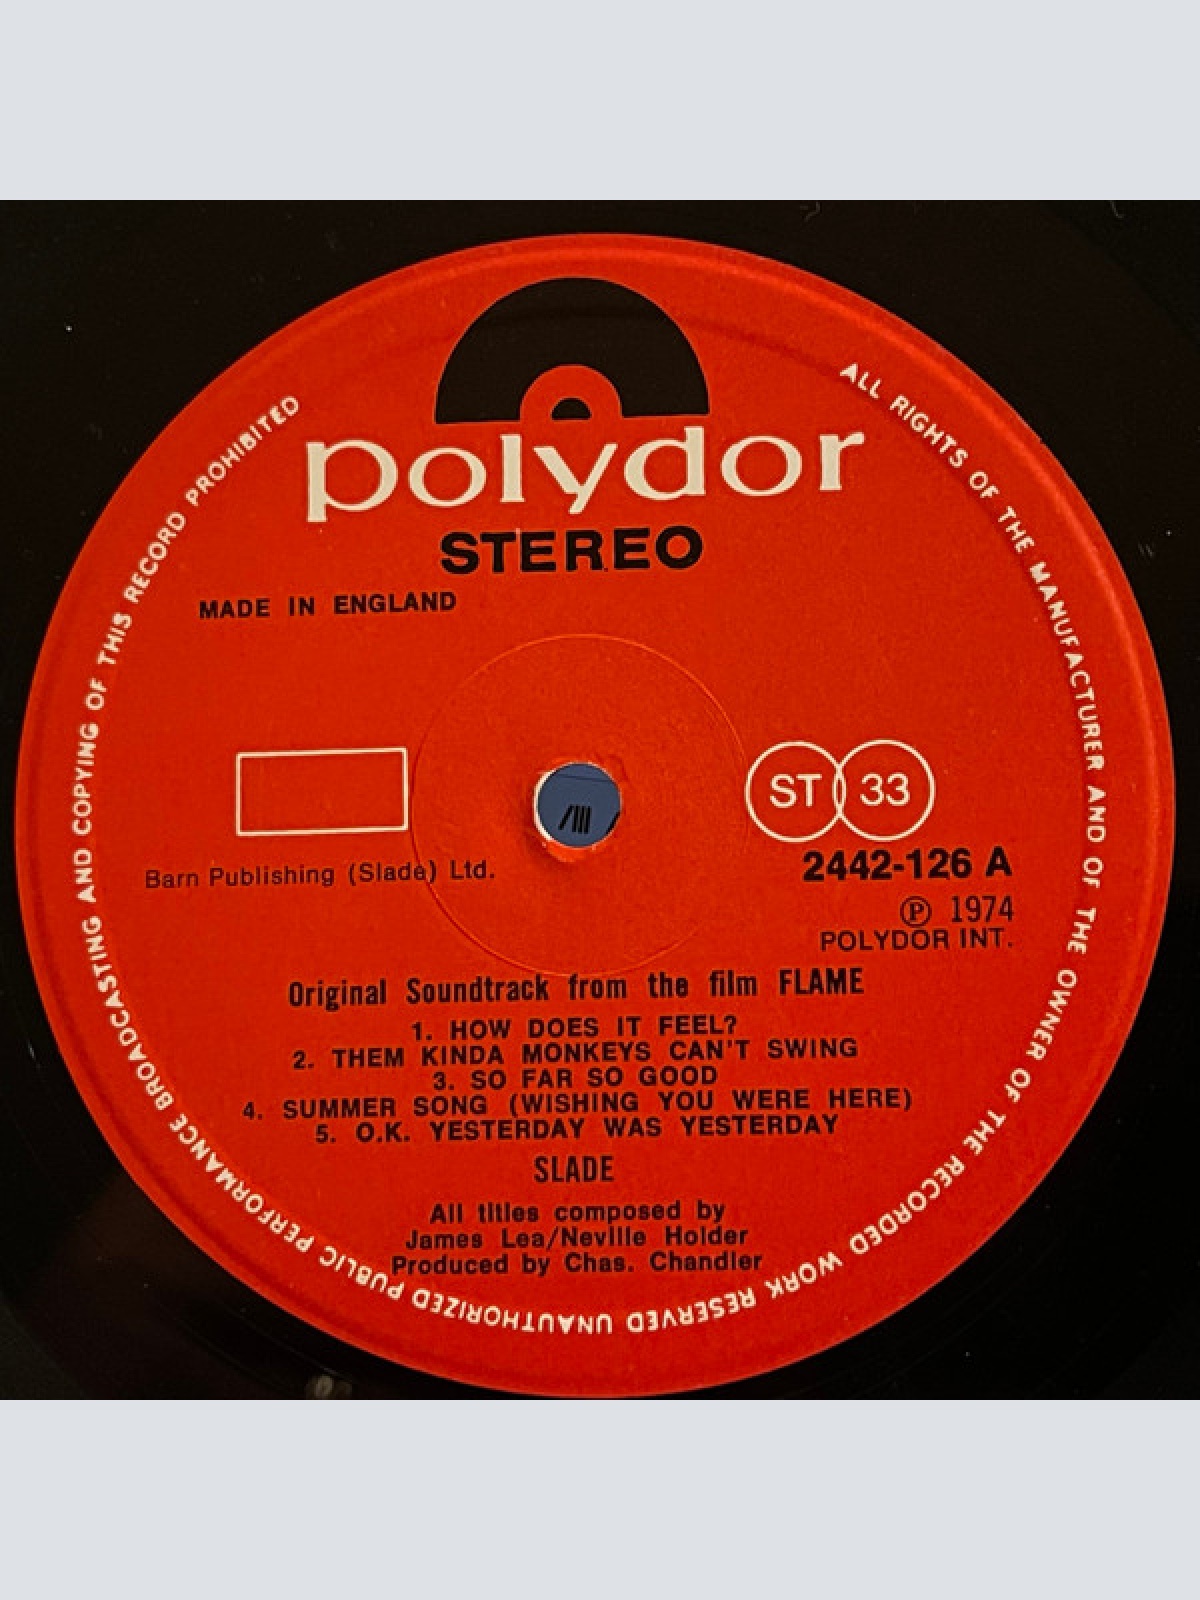 polydor
STEREO
MADE IN ENGLAND
ST 33
Barn Publishing (Slade) Ltd.
2442-126 A
Ⓟ 1974
POLYDOR INT.
Original Soundtrack from the film FLAME
1. HOW DOES IT FEEL?
2. THEM KINDA MONKEYS CAN'T SWING
3. SO FAR SO GOOD
4. SUMMER SONG (WISHING YOU WERE HERE)
5. O.K. YESTERDAY WAS YESTERDAY
SLADE
All titles composed by
James Lea/Neville Holder
Produced by Chas. Chandler
ALL RIGHTS OF THE MANUFACTURER AND OF THE OWNER OF THE RECORDED WORK RESERVED UNAUTHORIZED PUBLIC PERFORMANCE BROADCASTING AND COPYING OF THIS RECORD PROHIBITED